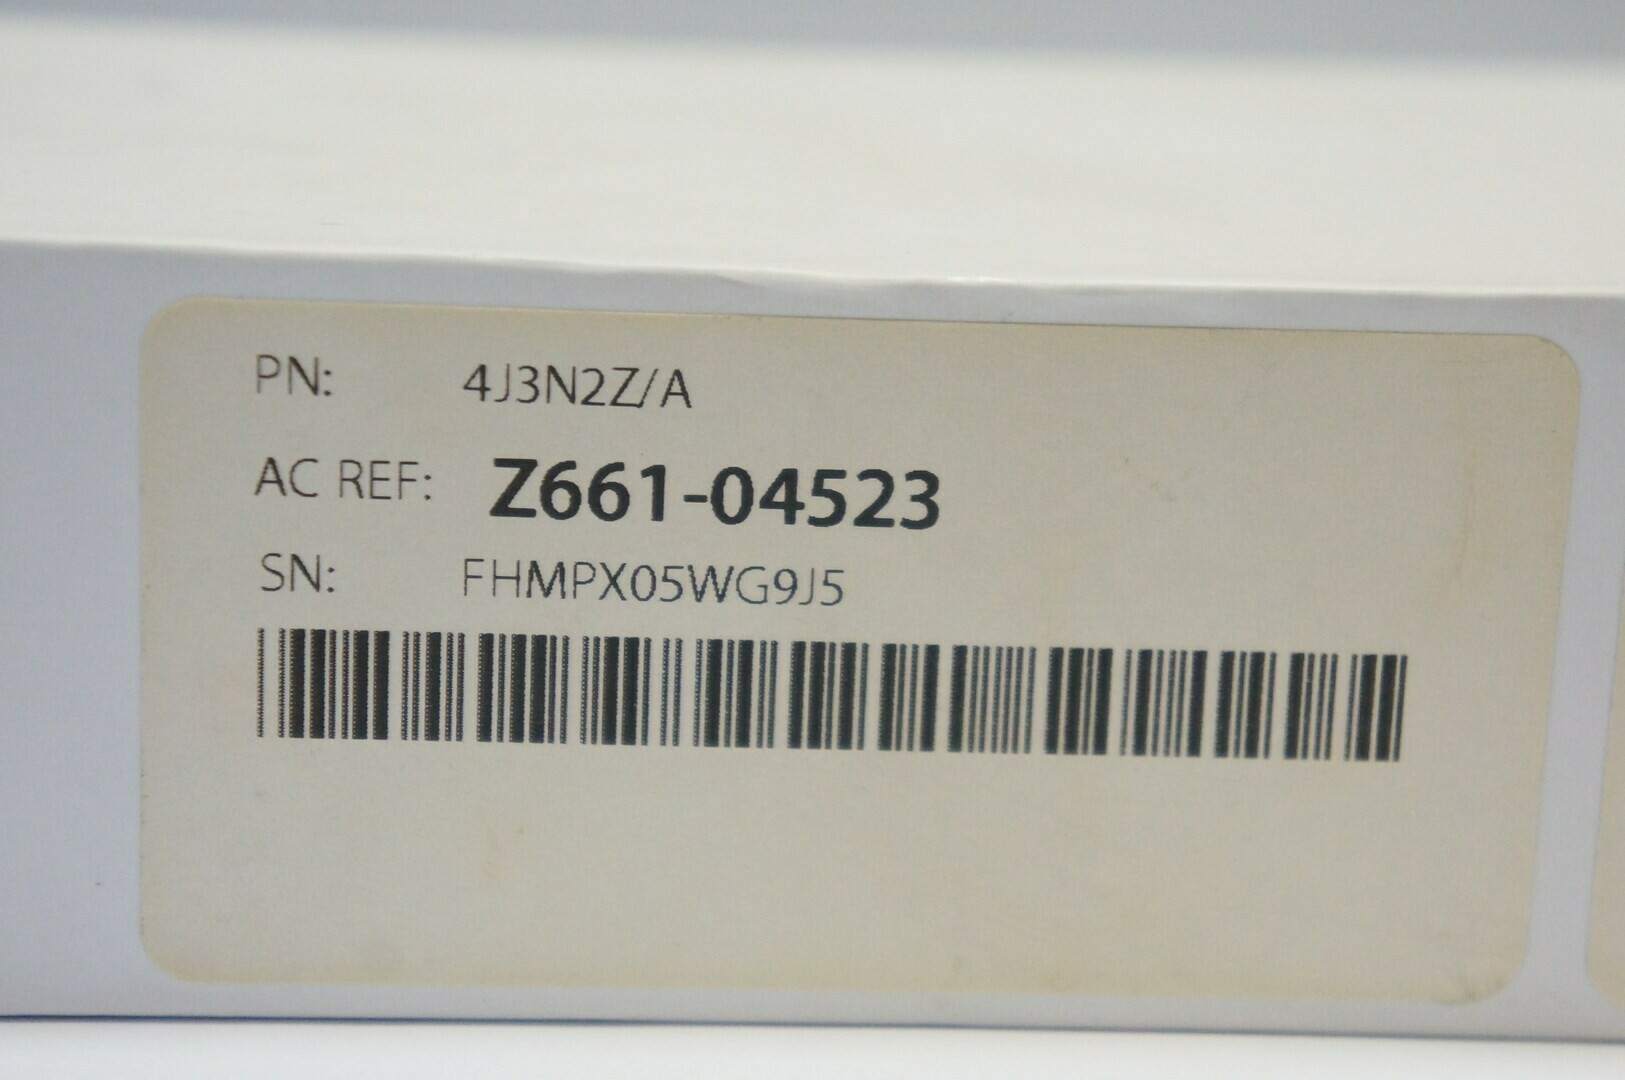 PN: 4J3N2Z/A
AC REF: Z661-04523
SN: FHMPX05WG9J5